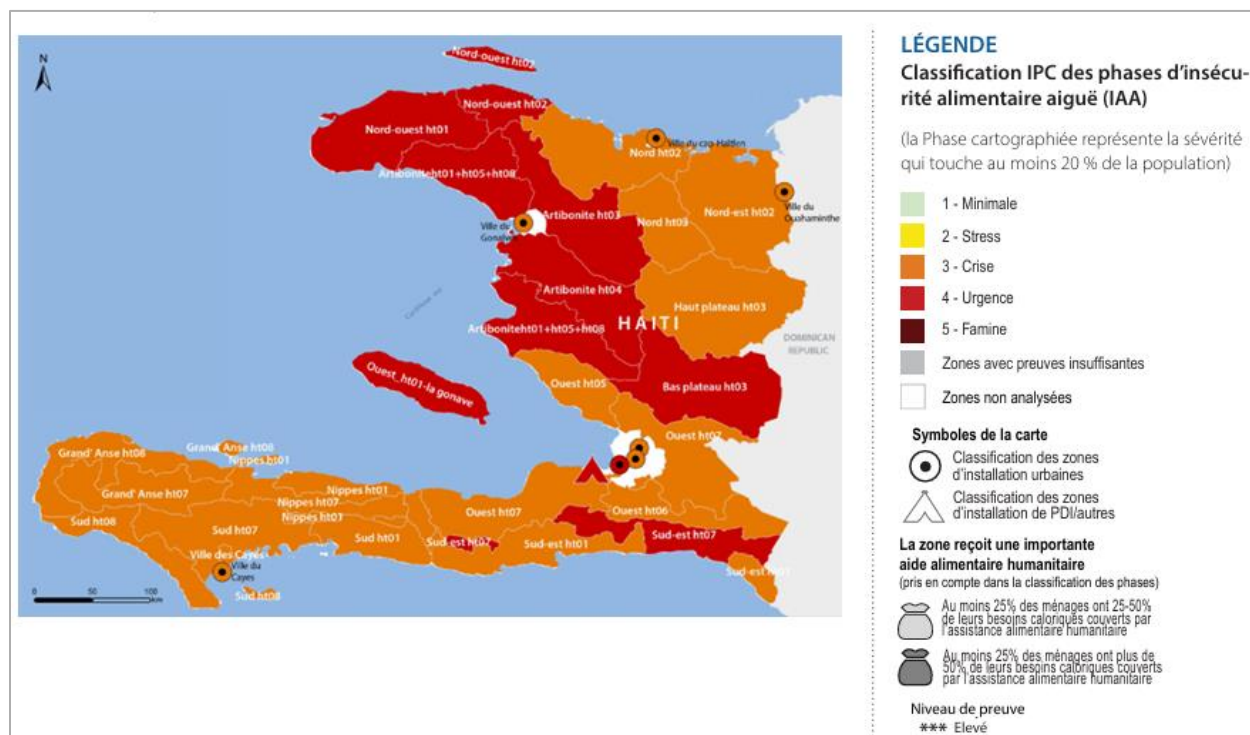 N
Nord-ouest ht02
Nord-ouest ht02
Nord-ouest ht01
Ville du cap-Haïtien
Nord ht02
Artiboniteht01+ht05+ht08
Nord-est ht02
Ville du
Ouahaminthe
Artibonite ht03
Nord ht03
Ville du
Artibonite ht04
Haut plateau ht03
Artiboniteht01+ht05+ht08
HAÏTI
DOMINICAN
REPUBLIC
Ouest_ht01-la gonave
Ouest ht05
Bas plateau ht03
Ouest ht07
Grand' Anse ht08
Grand' Anse ht08
Nippes ht01
Grand' Anse ht07
Nippes ht01
Nippes ht07
Nippes ht01
Ouest ht07
Ouest ht06
Sud ht08
Sud ht07
Sud ht01
Sud-est ht07
Sud-est ht01
Sud-est ht07
Ville des Cayes
Ville du
Cayes
Sud ht08
0 50 100
LÉGENDE
Classification IPC des phases d'insécu-
rité alimentaire aiguë (IAA)
(la Phase cartographiée représente la sévérité
qui touche au moins 20 % de la population)
1 - Minimale
2 - Stress
3 - Crise
4 - Urgence
5 - Famine
Zones avec preuves insuffisantes
Zones non analysées
Symboles de la carte
Classification des zones
d'installation urbaines
Classification des zones
d'installation de PDI/autres
La zone reçoit une importante
aide alimentaire humanitaire
(pris en compte dans la classification des phases)
Au moins 25% des ménages ont 25-50%
de leurs besoins caloriques couverts par
l'assistance alimentaire humanitaire
Au moins 25% des ménages ont plus de
50% de leurs besoins caloriques couverts
par l'assistance alimentaire humanitaire
Niveau de preuve
*** Elevé